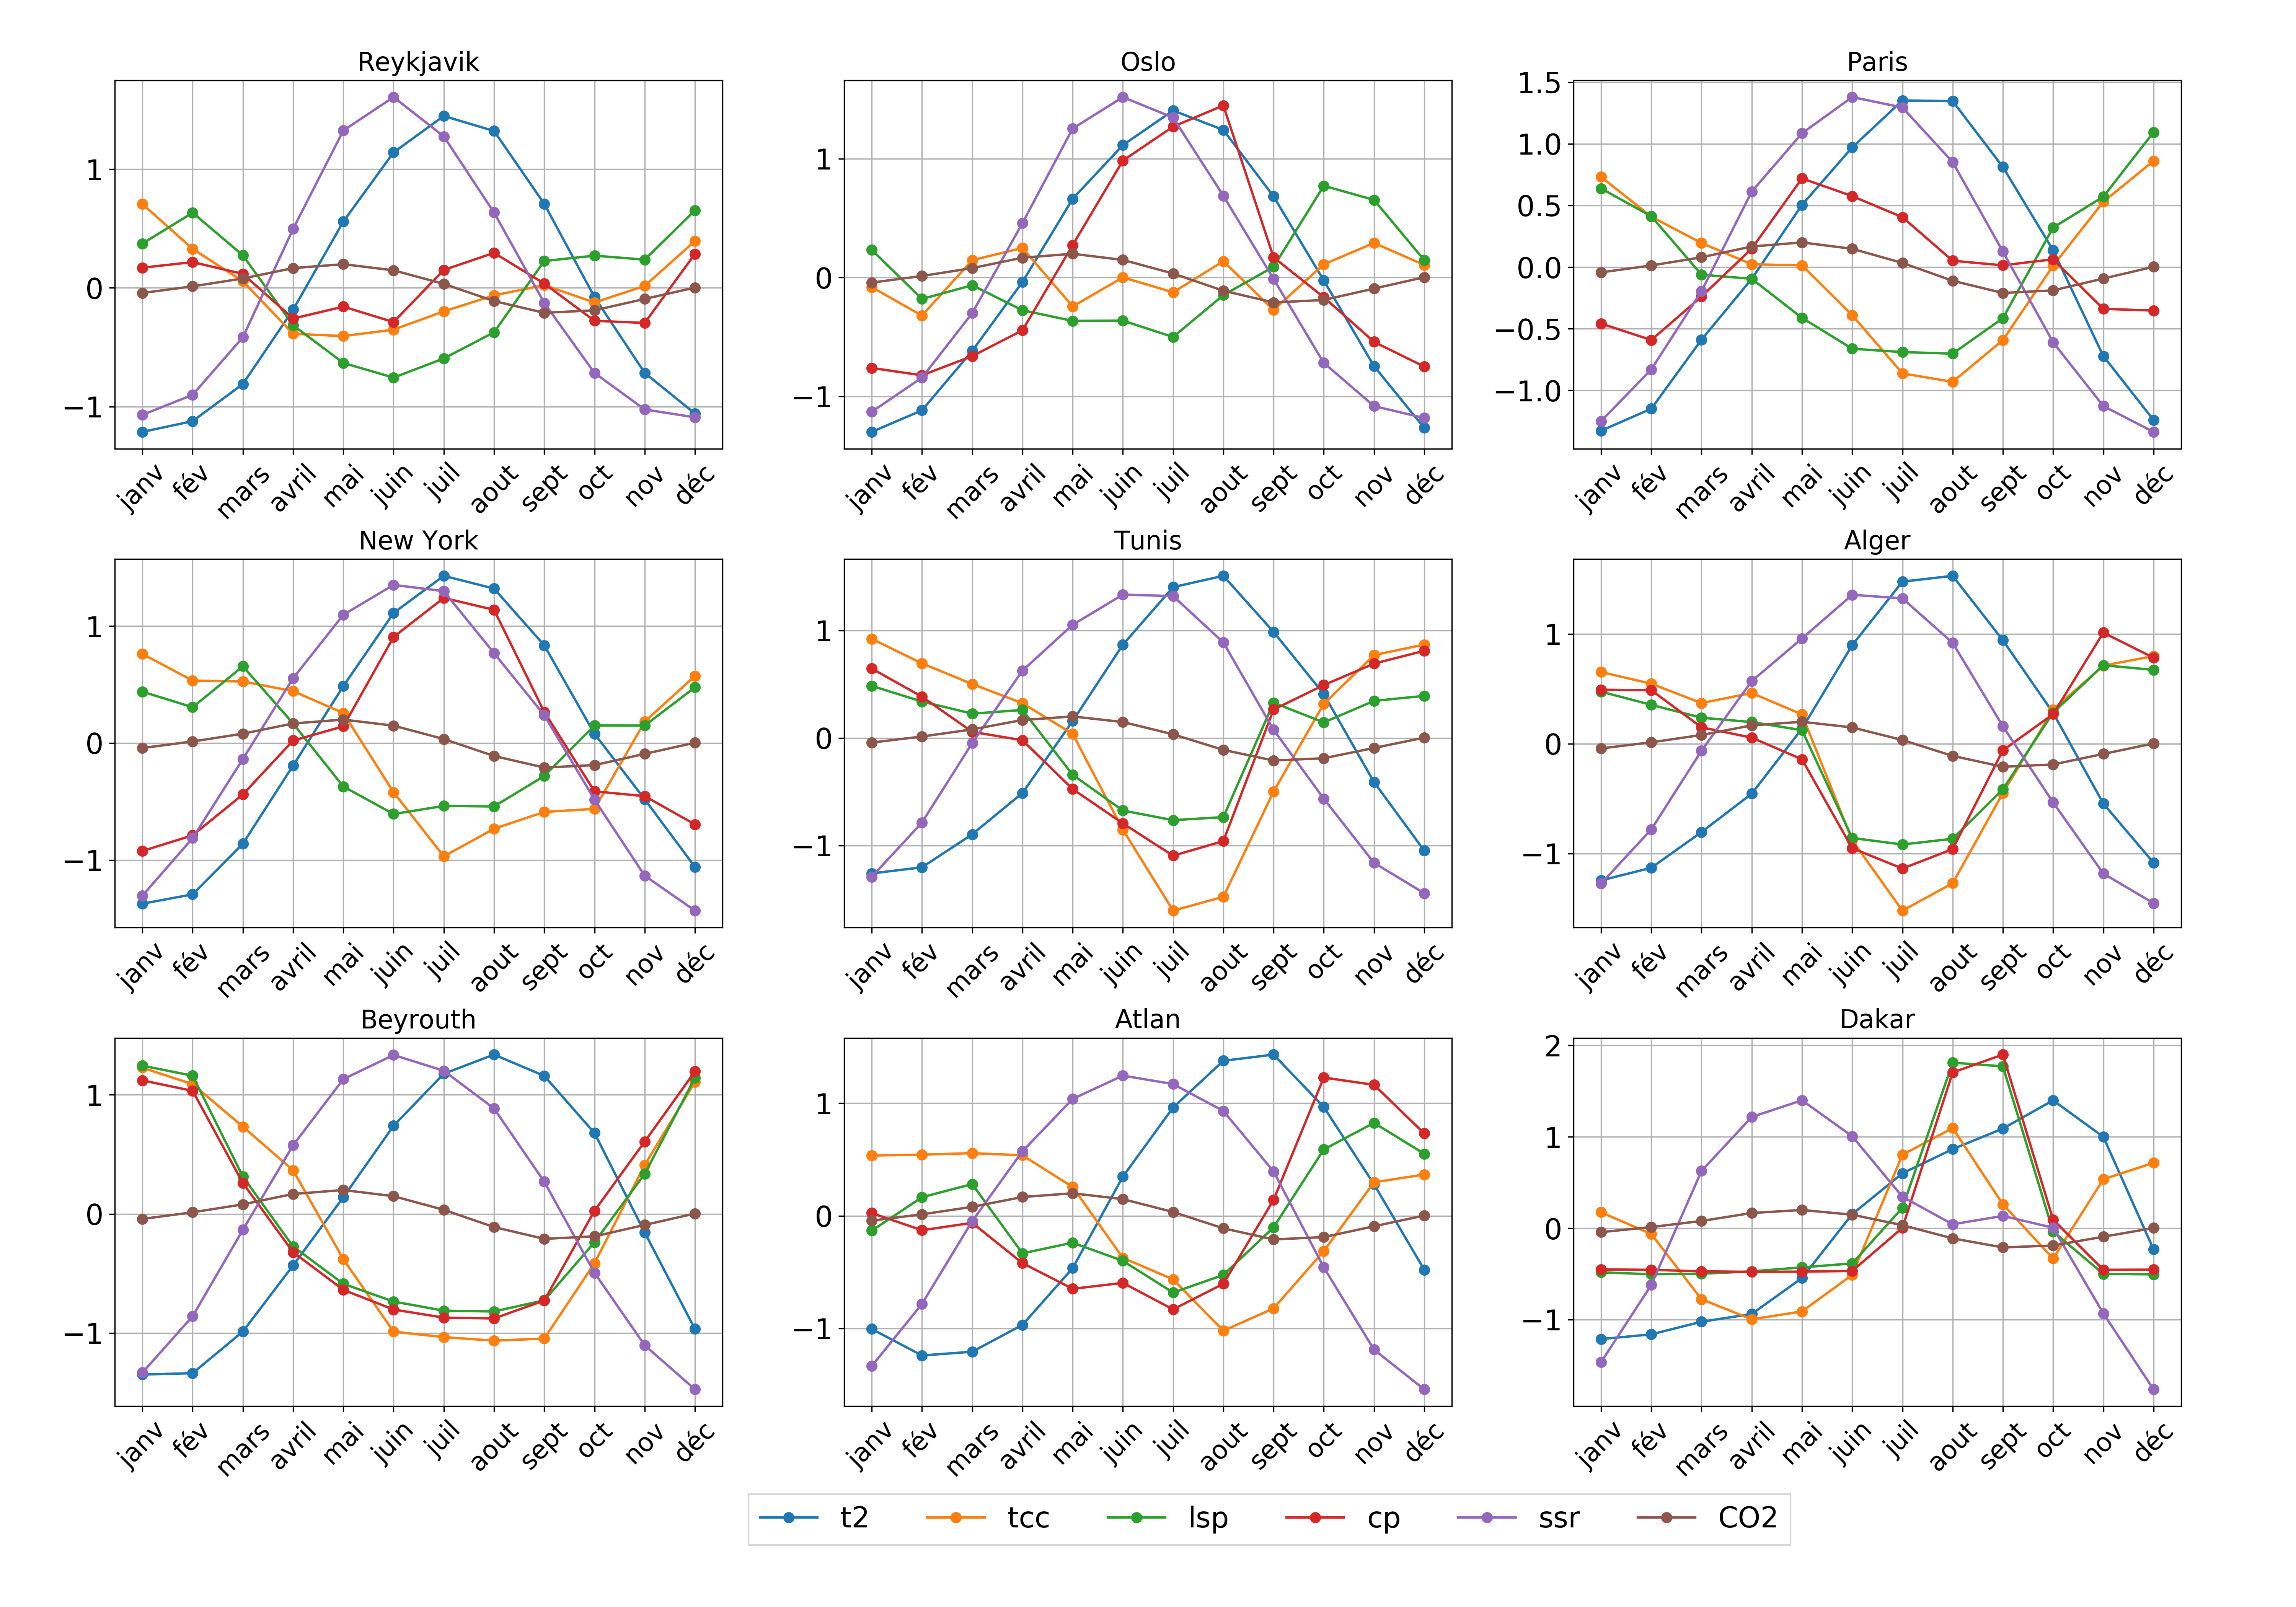 Reykjavik
Oslo
Paris
1
0
−1
1
0
−1
1.5
1.0
0.5
0.0
−0.5
−1.0
janv fév mars avril mai juin juil aout sept oct nov déc
janv fév mars avril mai juin juil aout sept oct nov déc
janv fév mars avril mai juin juil aout sept oct nov déc
New York
Tunis
Alger
1
0
−1
1
0
−1
1
0
−1
janv fév mars avril mai juin juil aout sept oct nov déc
janv fév mars avril mai juin juil aout sept oct nov déc
janv fév mars avril mai juin juil aout sept oct nov déc
Beyrouth
Atlan
Dakar
1
0
−1
1
0
−1
2
1
0
−1
janv fév mars avril mai juin juil aout sept oct nov déc
janv fév mars avril mai juin juil aout sept oct nov déc
janv fév mars avril mai juin juil aout sept oct nov déc
t2 tcc lsp cp ssr CO2